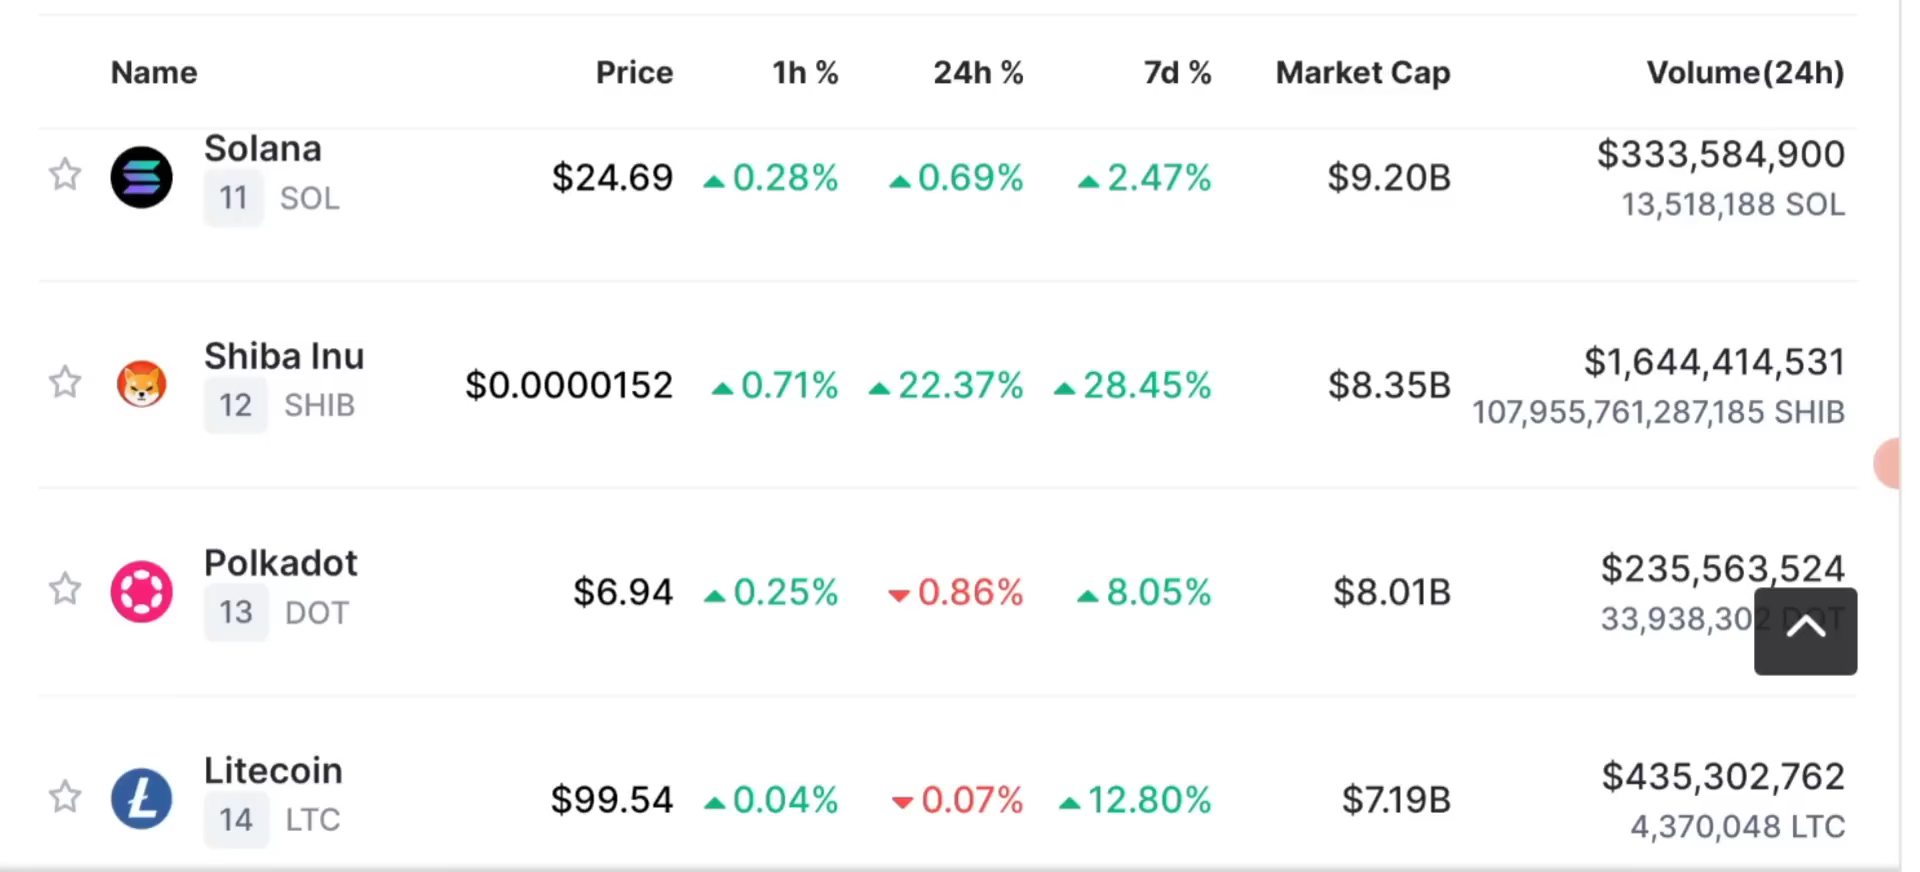 Name Price 1h % 24h % 7d % Market Cap Volume(24h)
Solana
11 SOL
$24.69 0.28% 0.69% 2.47% $9.20B
$333,584,900
13,518,188 SOL
Shiba Inu
12 SHIB
$0.0000152 0.71% 22.37% 28.45% $8.35B
$1,644,414,531
107,955,761,287,185 SHIB
Polkadot
13 DOT
$6.94 0.25% 0.86% 8.05% $8.01B
$235,563,524
33,938,302 DOT
Litecoin
14 LTC
$99.54 0.04% 0.07% 12.80% $7.19B
$435,302,762
4,370,048 LTC